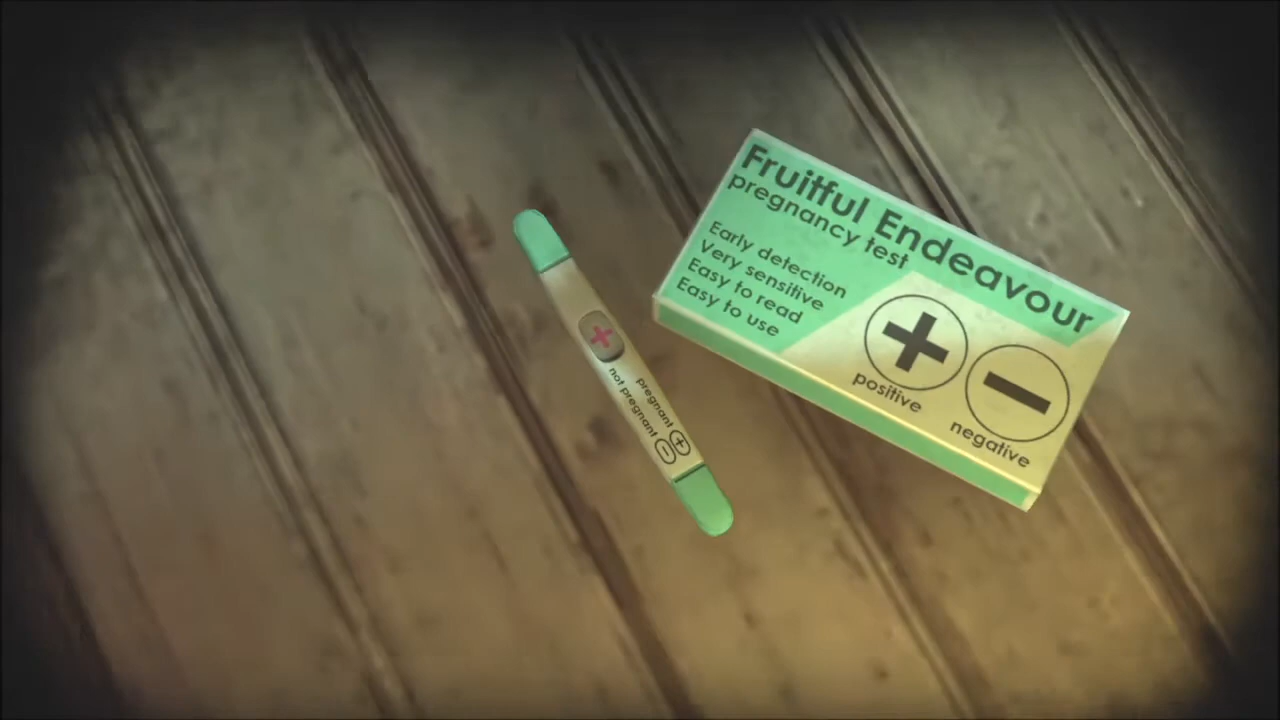 Fruitful Endeavour
pregnancy test
Early detection
Very sensitive
Easy to read
Easy to use
positive
negative
pregnant
not pregnant